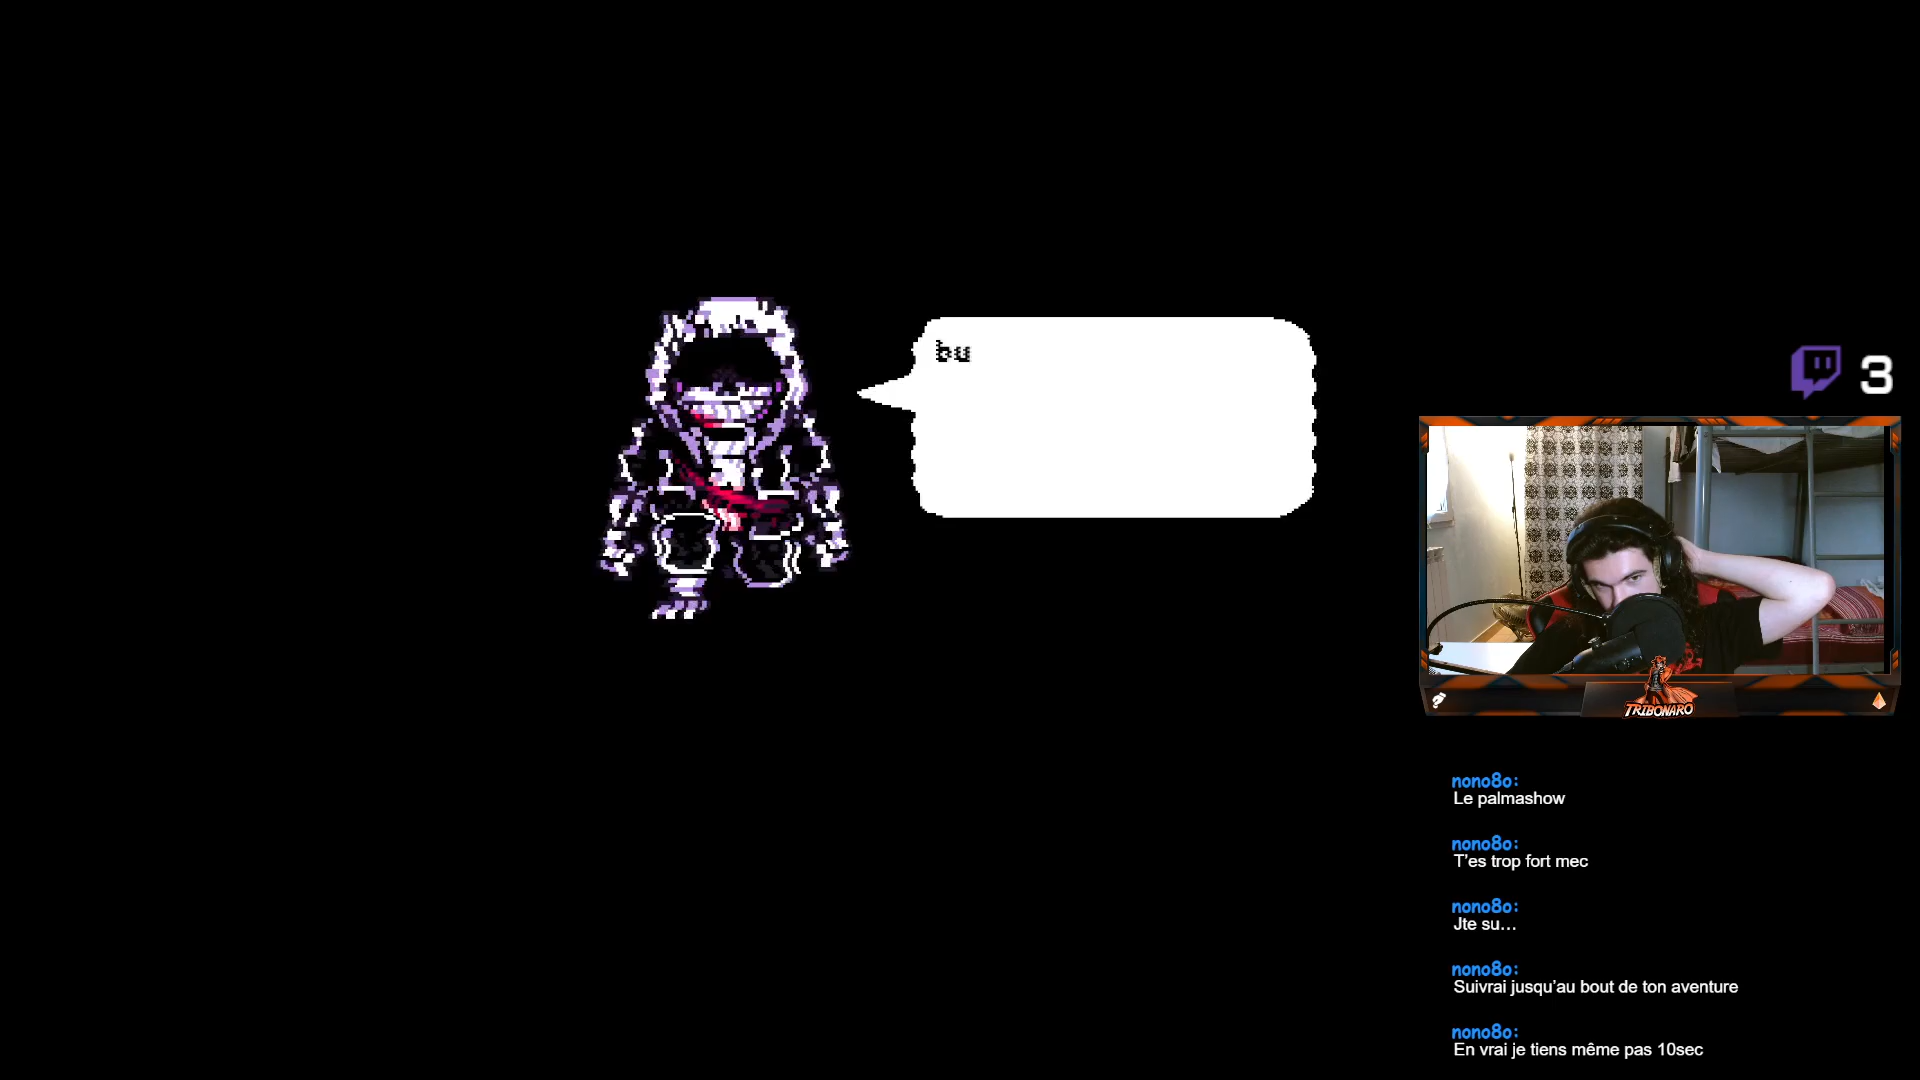 bu
3
TRIBONARO
nono8o:
Le palmashow
nono8o:
T'es trop fort mec
nono8o:
Jte su...
nono8o:
Suivrai jusqu'au bout de ton aventure
nono8o:
En vrai je tiens même pas 10sec